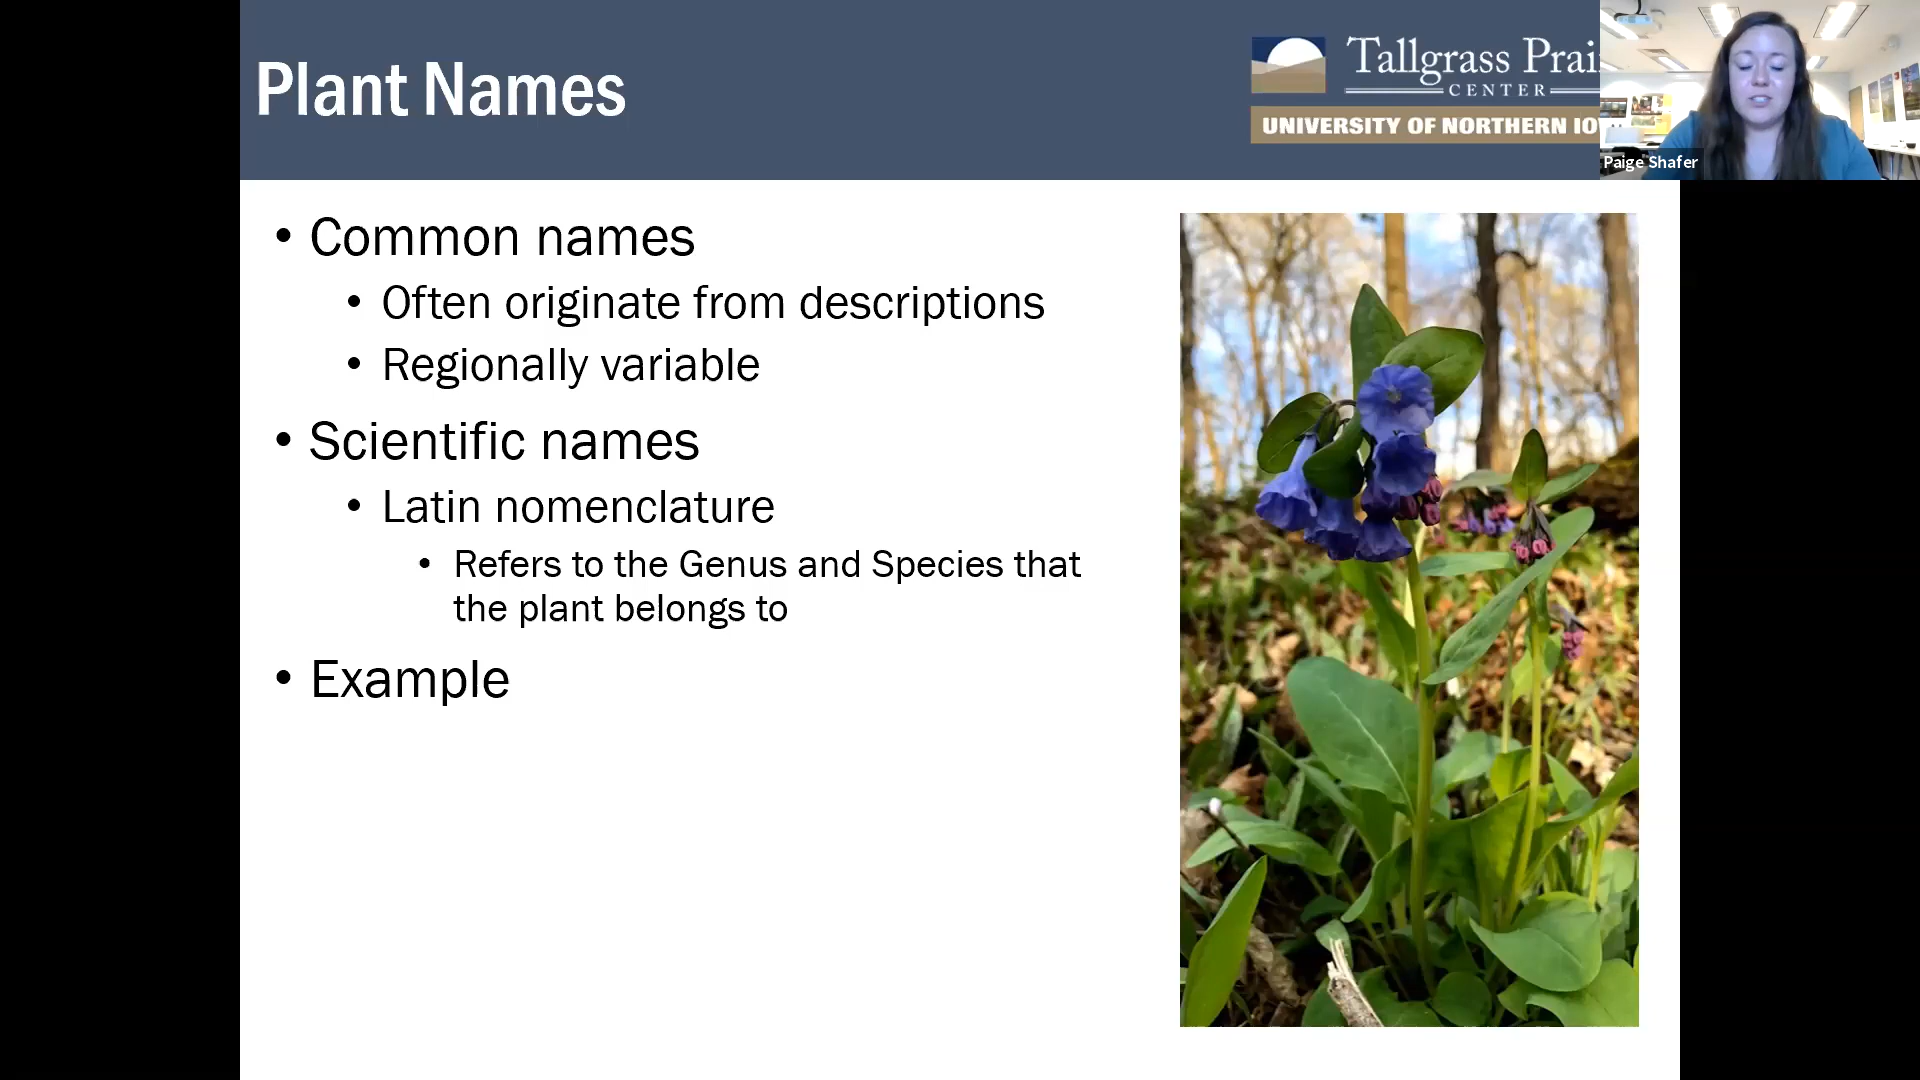 Plant Names
Tallgrass Prai
CENTER
UNIVERSITY OF NORTHERN IO
Paige Shafer
• Common names
• Often originate from descriptions
• Regionally variable
• Scientific names
• Latin nomenclature
• Refers to the Genus and Species that
the plant belongs to
• Example